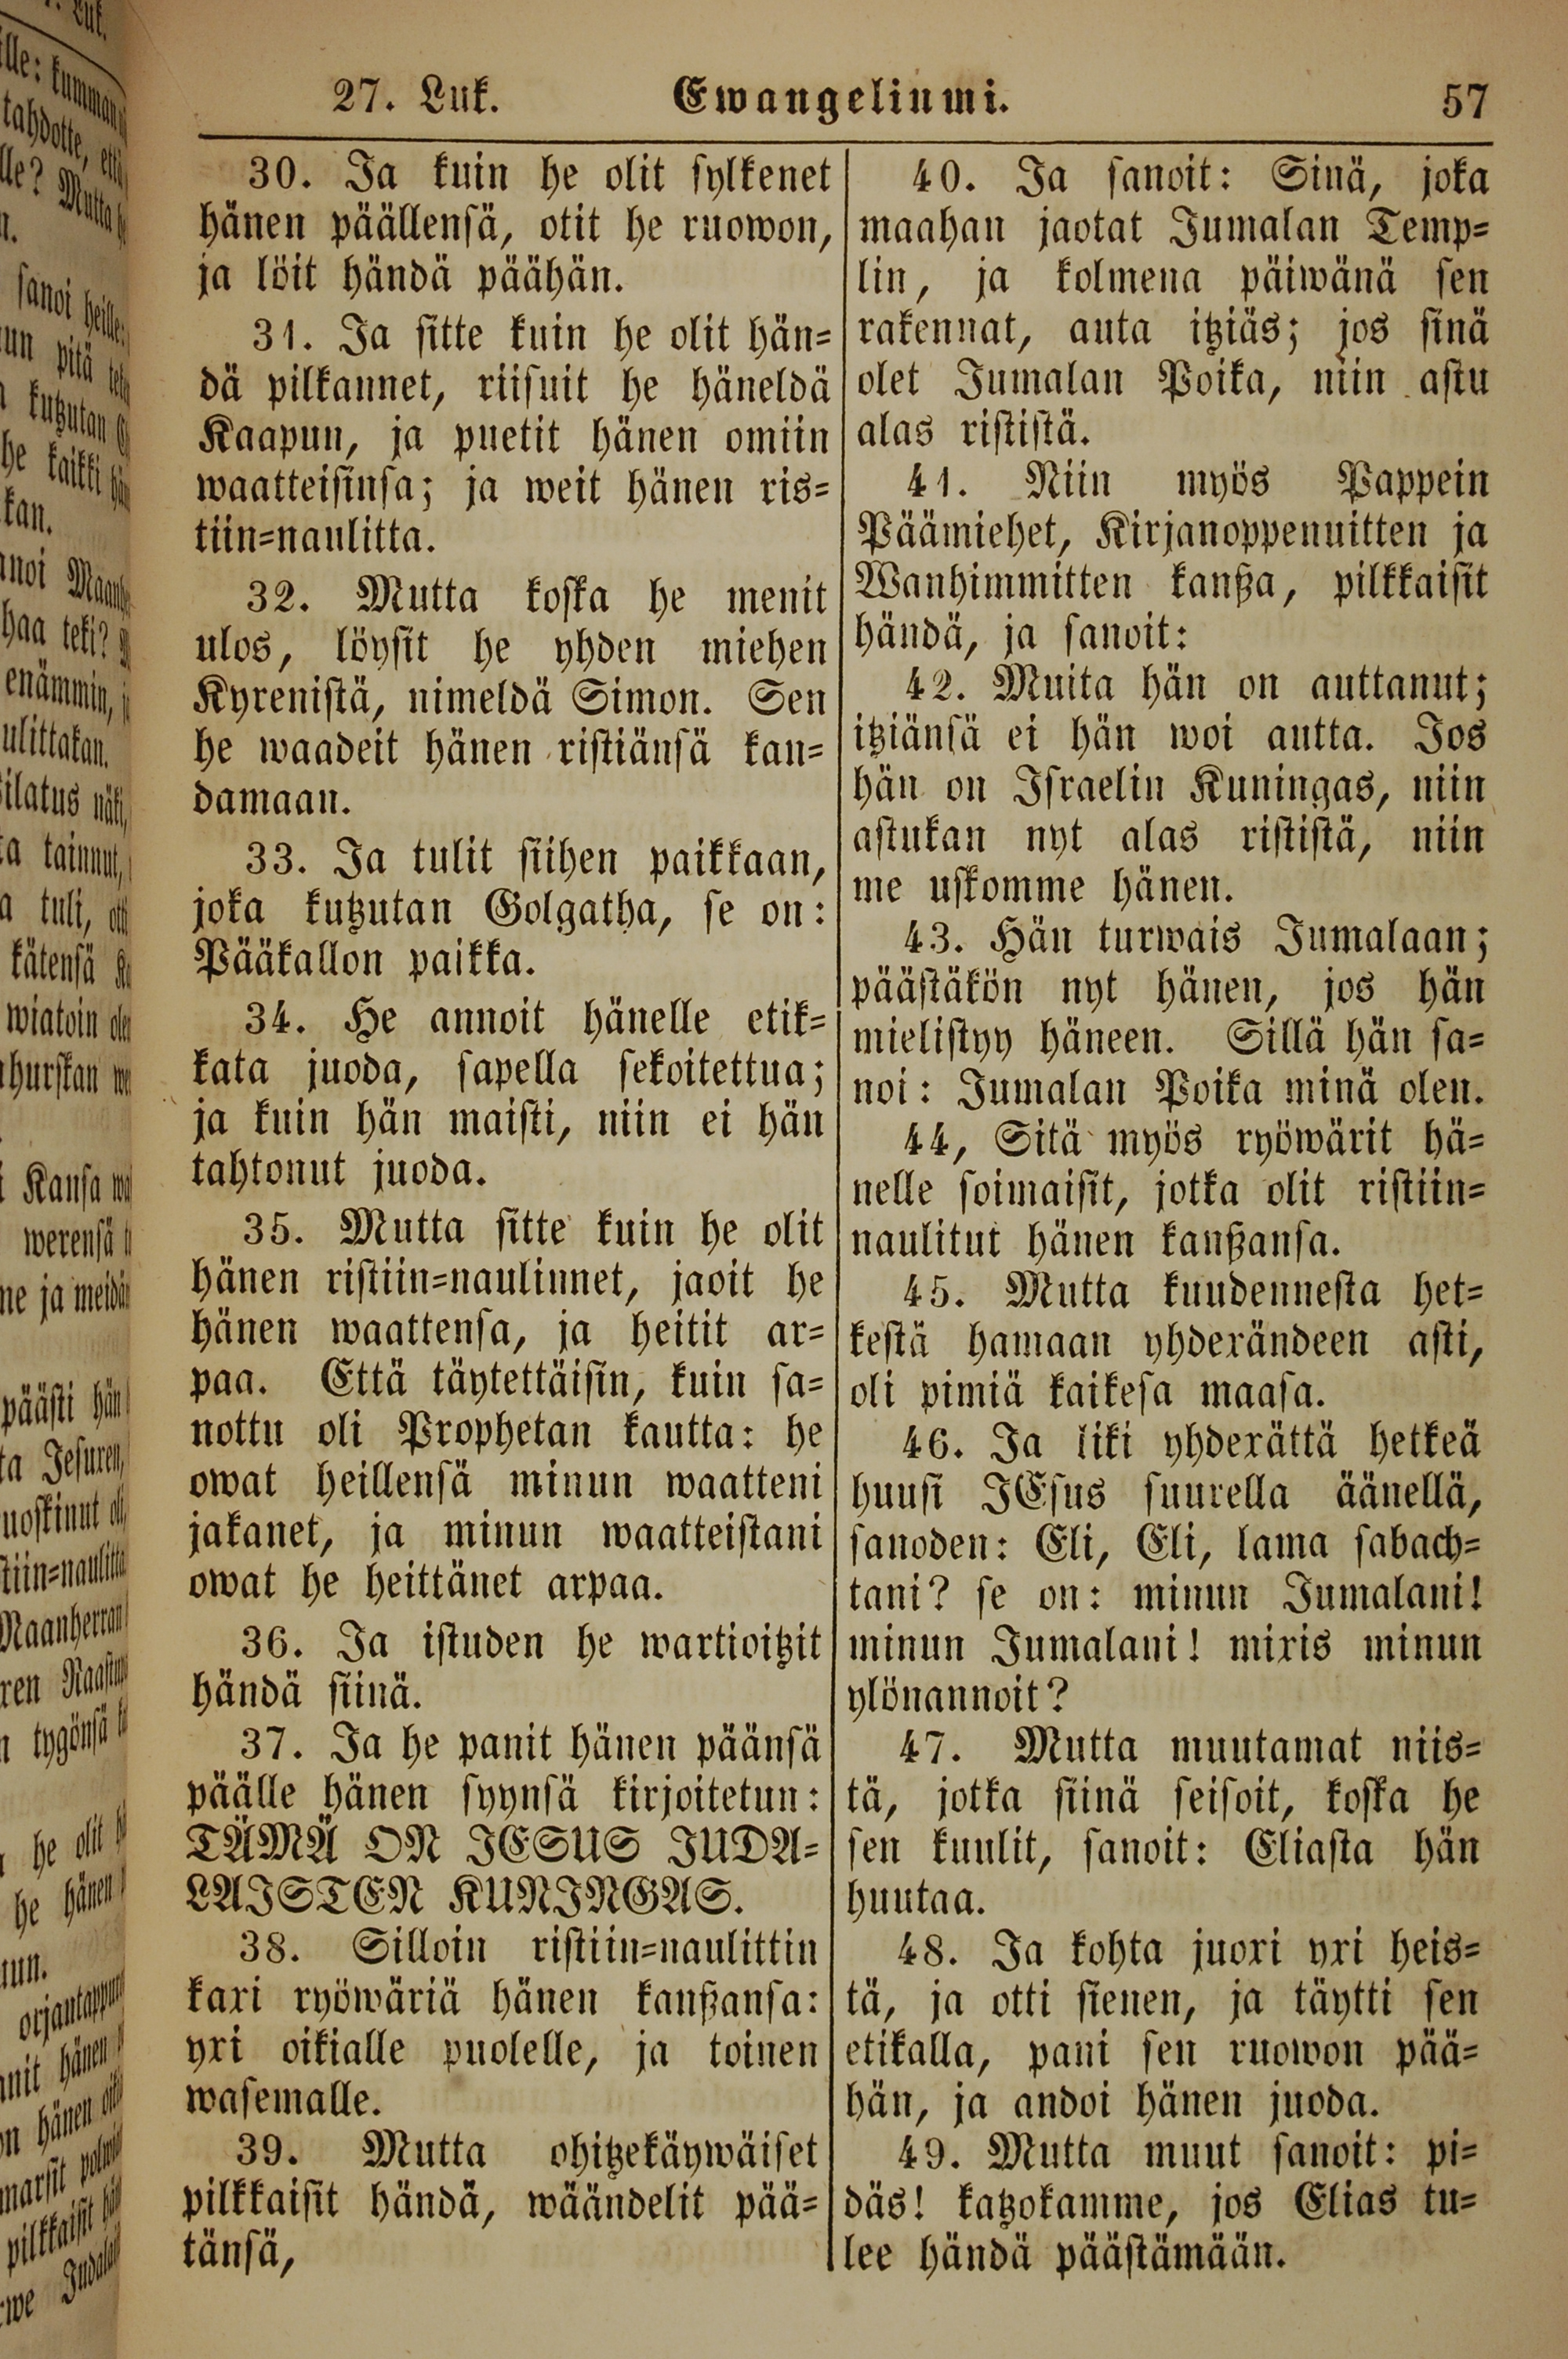 27. Luk. Ewangeliumi. 57
30. Ja kuin he olit sylkenet
hänen päällensä, otit he ruowon,
ja löit händä päähän.
31. Ja sitte kuin he olit hän=
dä pilkannet, riisuit he häneldä
Kaapun, ja puetit hänen omiin
waatteisinsa; ja weit hänen ris=
tiin=naulitta.
32. Mutta koska he menit
ulos, löysit he yhden miehen
Kyrenistä, nimeldä Simon. Sen
he waadeit hänen ristiänsä kan=
damaan.
33. Ja tulit siihen paikkaan,
joka kutzutan Golgatha, se on:
Pääkallon paikka.
34. He annoit hänelle etik=
kata juoda, sapella sekoitettua;
ja kuin hän maisti, niin ei hän
tahtonut juoda.
35. Mutta sitte kuin he olit
hänen ristiin=naulinnet, jaoit he
hänen waattensa, ja heitit ar=
paa. Että täytettäisin, kuin sa=
nottu oli Prophetan kautta: he
owat heillensä minun waatteni
jakanet, ja minun waatteistani
owat he heittänet arpaa.
36. Ja istuden he wartioitzit
händä siinä.
37. Ja he panit hänen päänsä
päälle hänen syynsä kirjoitetun:
TÄMÄ ON JESUS JUDA=
LAISTEN KUNINGAS.
38. Silloin ristiin=naulittin
kaxi ryöwäriä hänen kanßansa:
yxi oikialle puolelle, ja toinen
wasemalle.
39. Mutta ohitzekäywäiset
pilkkaisit händä, wäändelit pää=
tänsä,
40. Ja sanoit: Sinä, joka
maahan jaotat Jumalan Temp=
lin, ja kolmena päiwänä sen
rakennat, auta itziäs; jos sinä
olet Jumalan Poika, niin astu
alas rististä.
41. Niin myös Pappein
Päämiehet, Kirjanoppenuitten ja
Wanhimmitten kanßa, pilkkaisit
händä, ja sanoit:
42. Muita hän on auttanut;
itziänsä ei hän woi autta. Jos
hän on Israelin Kuningas, niin
astukan nyt alas rististä, niin
me uskomme hänen.
43. Hän turwais Jumalaan;
päästäkön nyt hänen, jos hän
mielistyy häneen. Sillä hän sa=
noi: Jumalan Poika minä olen.
44, Sitä myös ryöwärit hä=
nelle soimaisit, jotka olit ristiin=
naulitut hänen kanßansa.
45. Mutta kuudennesta het=
kestä hamaan yhdexändeen asti,
oli pimiä kaikesa maasa.
46. Ja liki yhdexättä hetkeä
huusi JEsus suurella äänellä,
sanoden: Eli, Eli, lama sabach=
tani? se on: minun Jumalani!
minun Jumalani! mixis minun
ylönannoit?
47. Mutta muutamat niis=
tä, jotka siinä seisoit, koska he
sen kuulit, sanoit: Eliasta hän
huutaa.
48. Ja kohta juoxi yxi heis=
tä, ja otti sienen, ja täytti sen
etikalla, pani sen ruowon pää=
hän, ja andoi hänen juoda.
49. Mutta muut sanoit: pi=
däs! katzokamme, jos Elias tu=
lee händä päästämään.